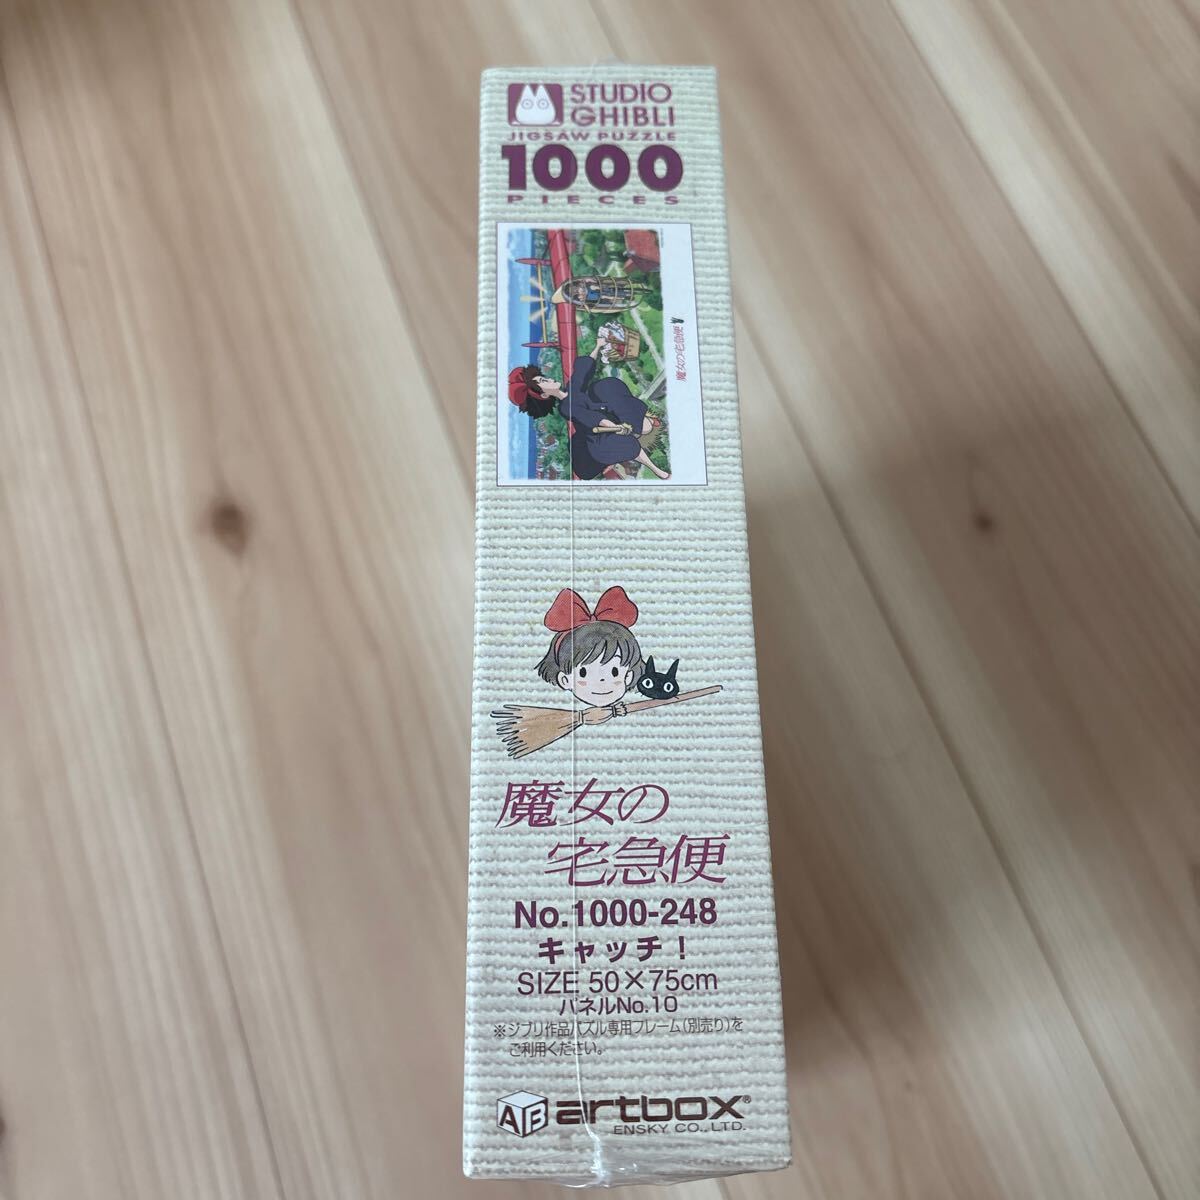 STUDIO
GHIBLI
JIGSAW PUZZLE
1000
PIECES
魔女の宅急便
魔女の
宅急便
No.1000-248
キャッチ！
SIZE 50×75cm
パネルNo.10
※ジブリ作品パズル専用フレーム(別売り)を
ご利用ください。
AB artbox®
ENSKY CO.,LTD.